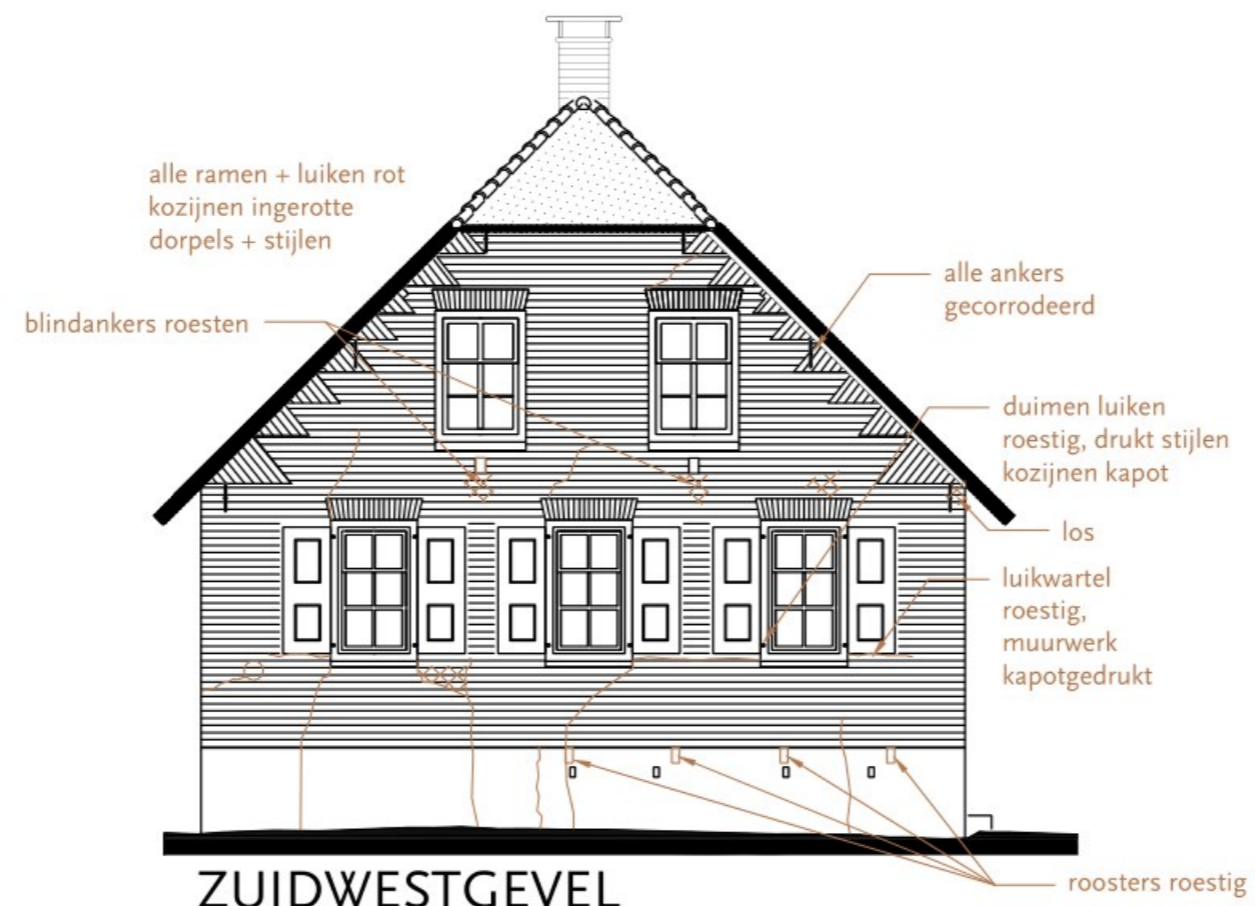 alle ramen + luiken rot
kozijnen ingerotte
dorpels + stijlen
blindankers roesten
alle ankers
gecorrodeerd
duimen luiken
roestig, drukt stijlen
kozijnen kapot
los
luikwartel
roestig,
muurwerk
kapotgedrukt
roosters roestig
ZUIDWESTGEVEL